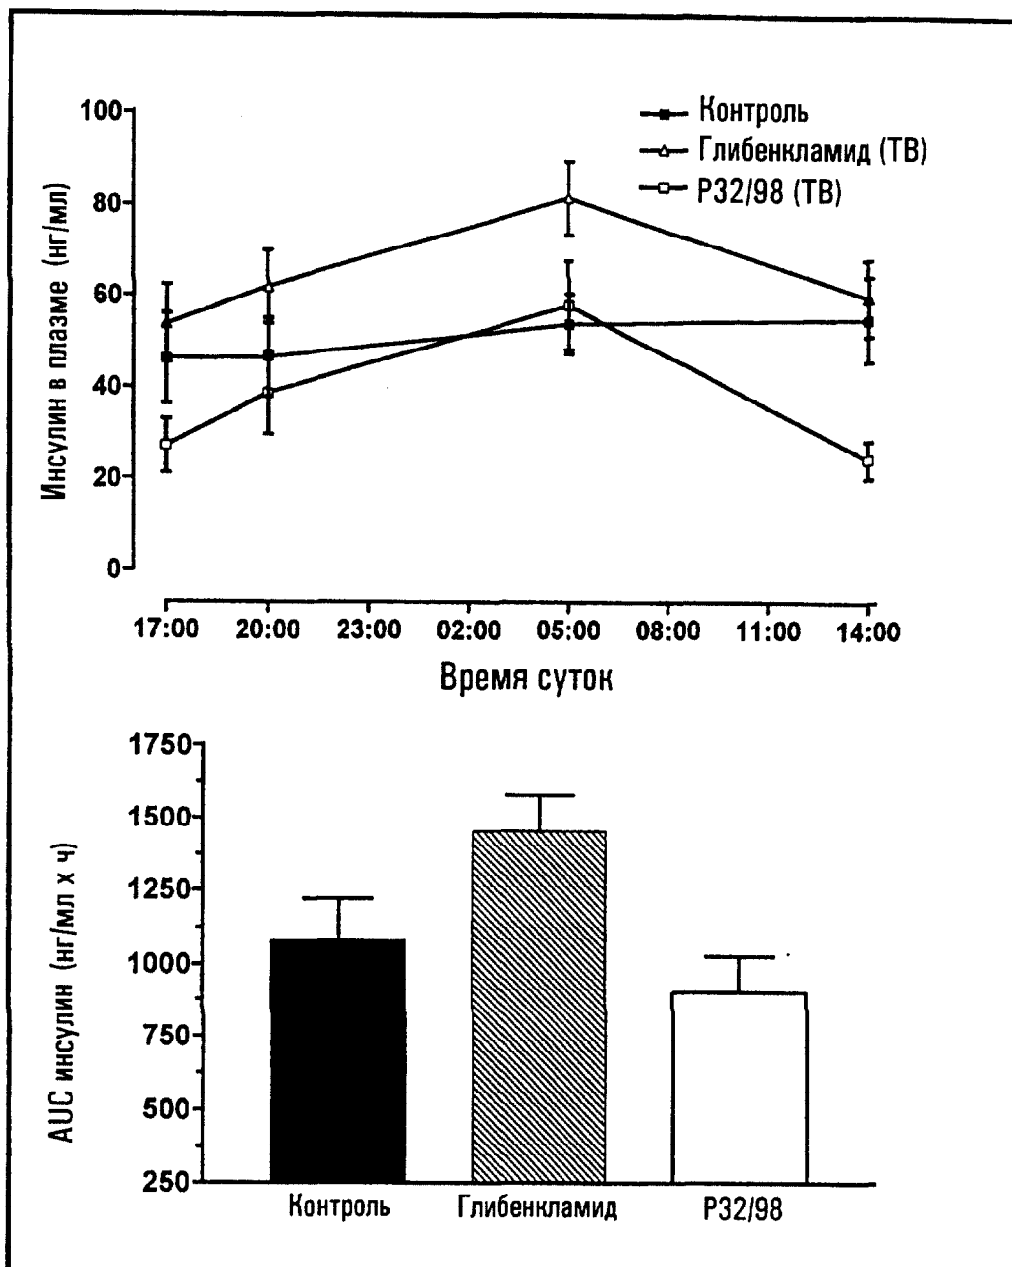 100
80
60
40
20
0
Инсулин в плазме (нг/мл)
Контроль
Глибенкламид (ТВ)
P32/98 (ТВ)
17:00 20:00 23:00 02:00 05:00 08:00 11:00 14:00
Время суток
1750
1500
1250
1000
750
500
250
AUC инсулин (нг/мл х ч)
Контроль Глибенкламид P32/98